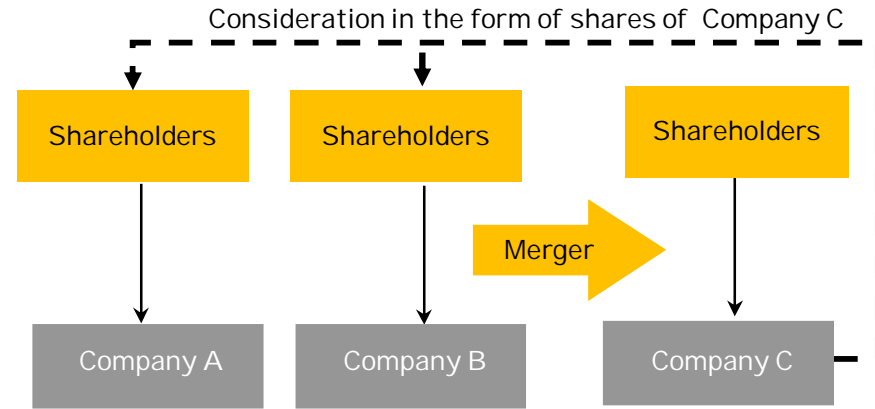 Consideration in the form of shares of Company C
Shareholders
Shareholders
Shareholders
Merger
Company A
Company B
Company C